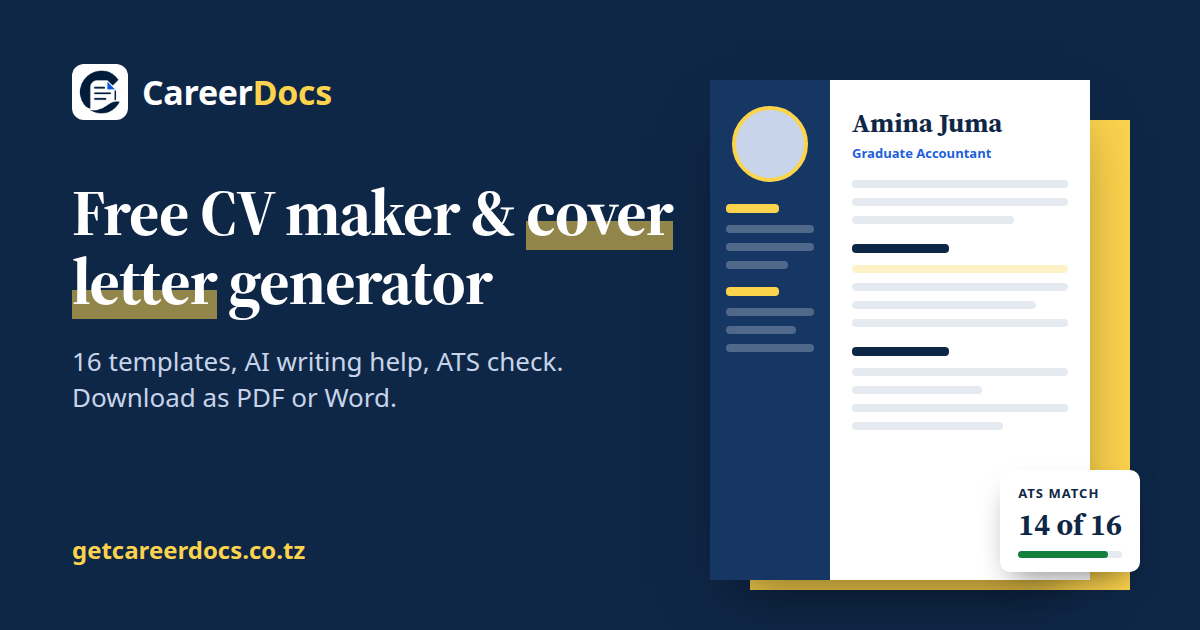 CareerDocs
Free CV maker & cover
letter generator
16 templates, AI writing help, ATS check.
Download as PDF or Word.
getcareerdocs.co.tz
Amina Juma
Graduate Accountant
ATS MATCH
14 of 16